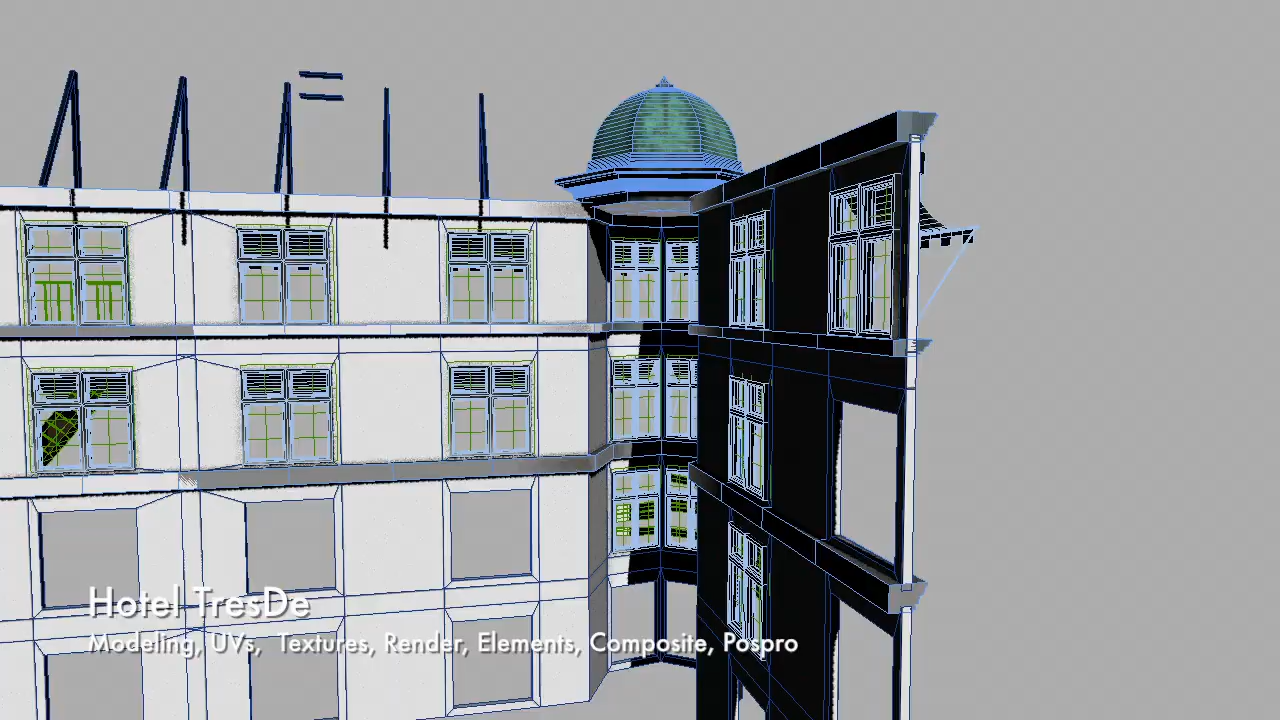 Hotel TresDe
Modeling, UVs, Textures, Render, Elements, Composite, Pospro